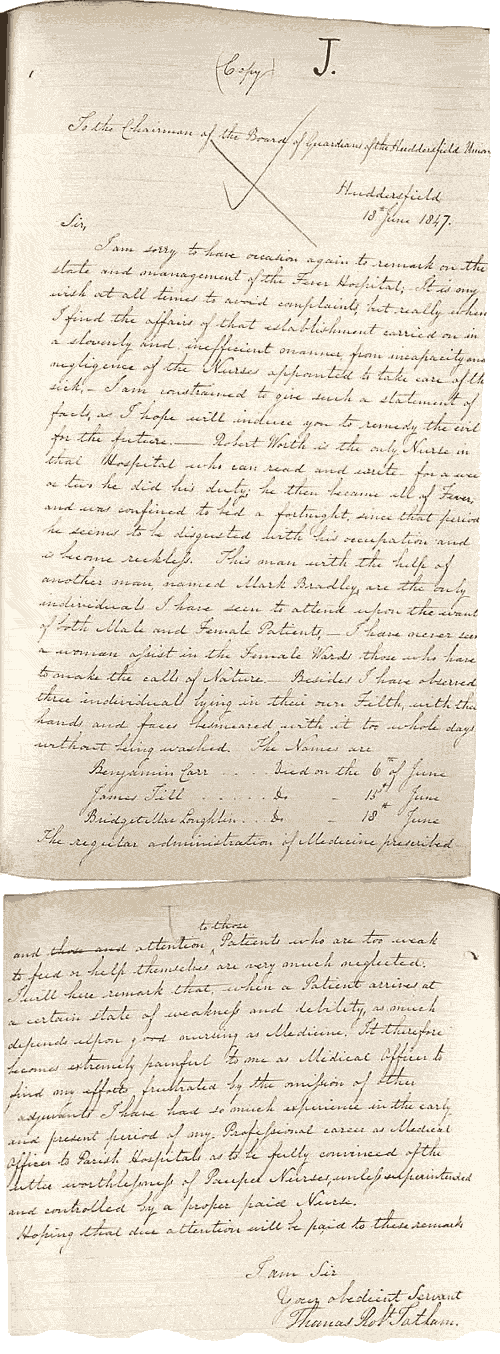 (Copy) J.
To the Chairman of the Board of Guardians of the Huddersfield Union
Huddersfield
18th June 1847.
Sir,
I am sorry to have occasion again to remark on the
state and management of the Fever Hospital; It is my
wish at all times to avoid complaints, but really when
I find the affairs of that establishment carried on in
a slovenly and inefficient manner, from incapacity and
negligence of the Nurses appointed to take care of the
sick,- I am constrained to give such a statement of
facts, as I hope will induce you to remedy the evil
for the future.— Robert Worth is the only Nurse in
that Hospital who can read and write - for a wee
or two he did his duty; he then became ill of Fever,
and was confined to bed a fortnight, since that period
he seems to be disgusted with his occupation and
is become reckless. This man with the help of
another man, named Mark Bradley, are the only
individuals I have seen to attend upon the want
of both Male and Female Patients,— I have never seen
a woman assist in the Female Wards those who have
to make the calls of Nature.— Besides I have observed
three individuals lying in their own Filth, with their
hands and faces besmeared with it two whole days
without being washed. The Names are
Benjamin Carr .... Died on the 6th of June
James Till ...... Do - 15th June
Bridget Mac Loughlin... Do - 18th June
The regular administration of Medicine prescribed
to those
and those and attention ‸ Patients who are too weak
to feed or help themselves are very much neglected.
I will here remark that, when a Patient arrives at
a certain state of weakness and debility, as much
depends upon good nursing as Medicine. It therefore
becomes extremely painful to me as Medical Officer to
find my efforts frustrated by the omission of other
adjuvants I have had so much experience in the early
and present period of my Professional career as Medical
Officer to Parish Hospitals as to be fully convinced of the
utter worthlessness of Pauper Nurses, unless superintended
and controlled by a proper paid Nurse.
Hoping that due attention will be paid to these remarks
I am Sir
Your obedient Servant
Thomas Robt Tatham.